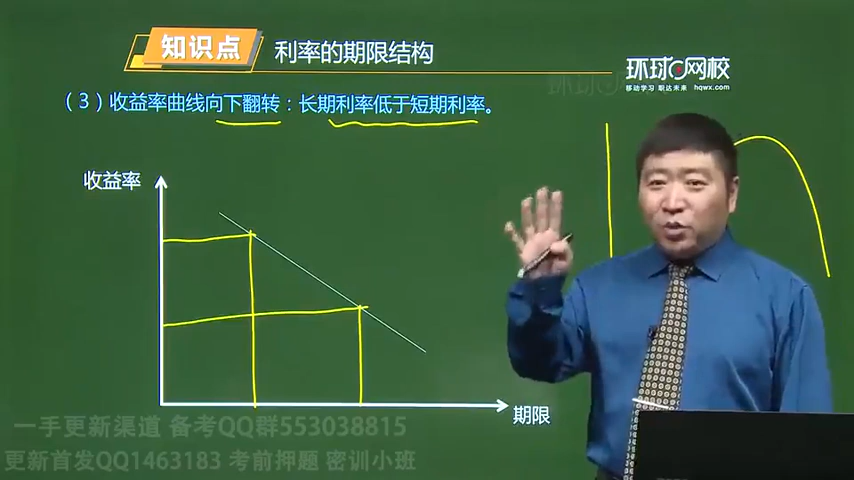 知识点
利率的期限结构
环球网校
移动学习 职达未来 hqwx.com
（3）收益率曲线向下翻转：长期利率低于短期利率。
收益率
期限
一手更新渠道 备考QQ群553038815
更新首发QQ1463183 考前押题 密训小班